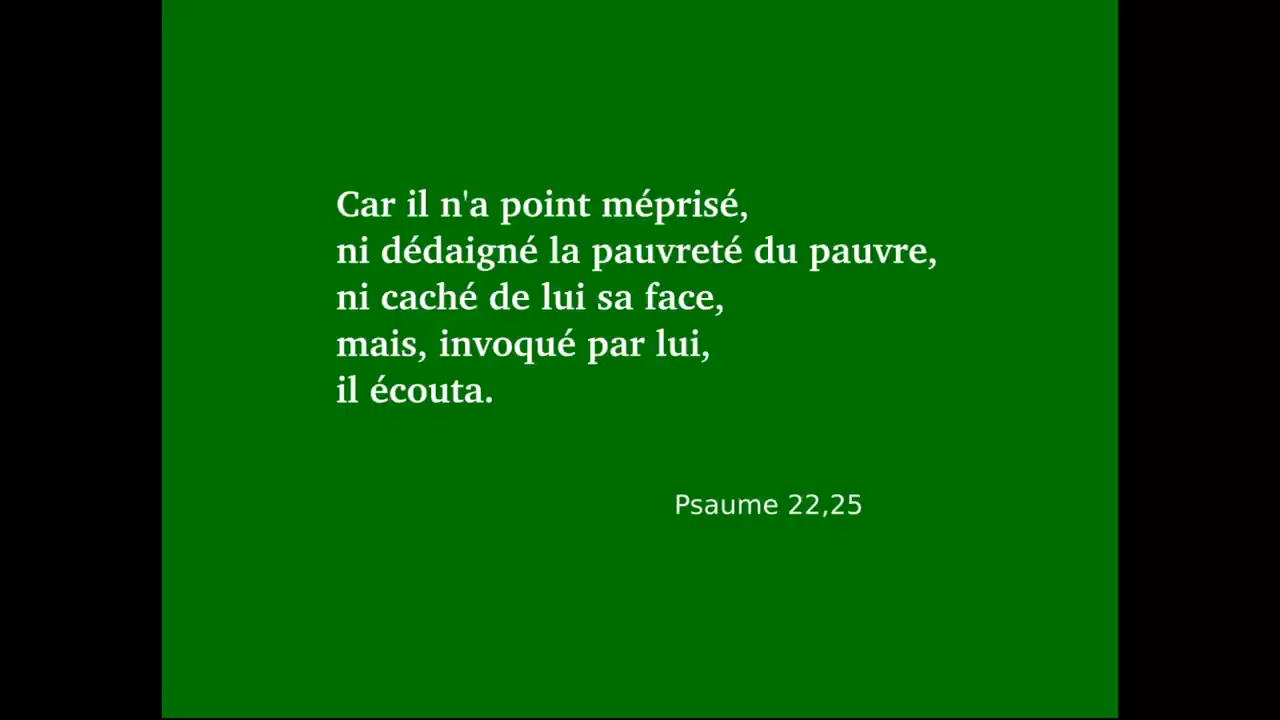 Car il n'a point méprisé,
ni dédaigné la pauvreté du pauvre,
ni caché de lui sa face,
mais, invoqué par lui,
il écouta.
Psaume 22,25